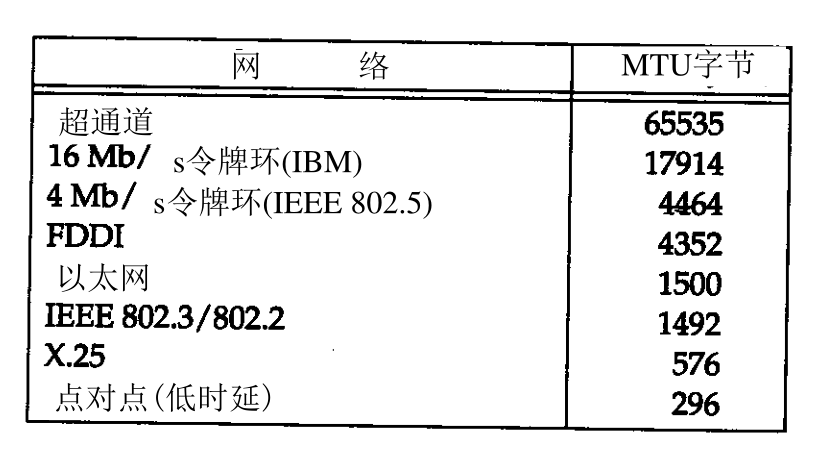 网 络 MTU字节
超通道 65535
16 Mb/ s令牌环(IBM) 17914
4 Mb/ s令牌环(IEEE 802.5) 4464
FDDI 4352
以太网 1500
IEEE 802.3/802.2 1492
X.25 576
点对点(低时延) 296